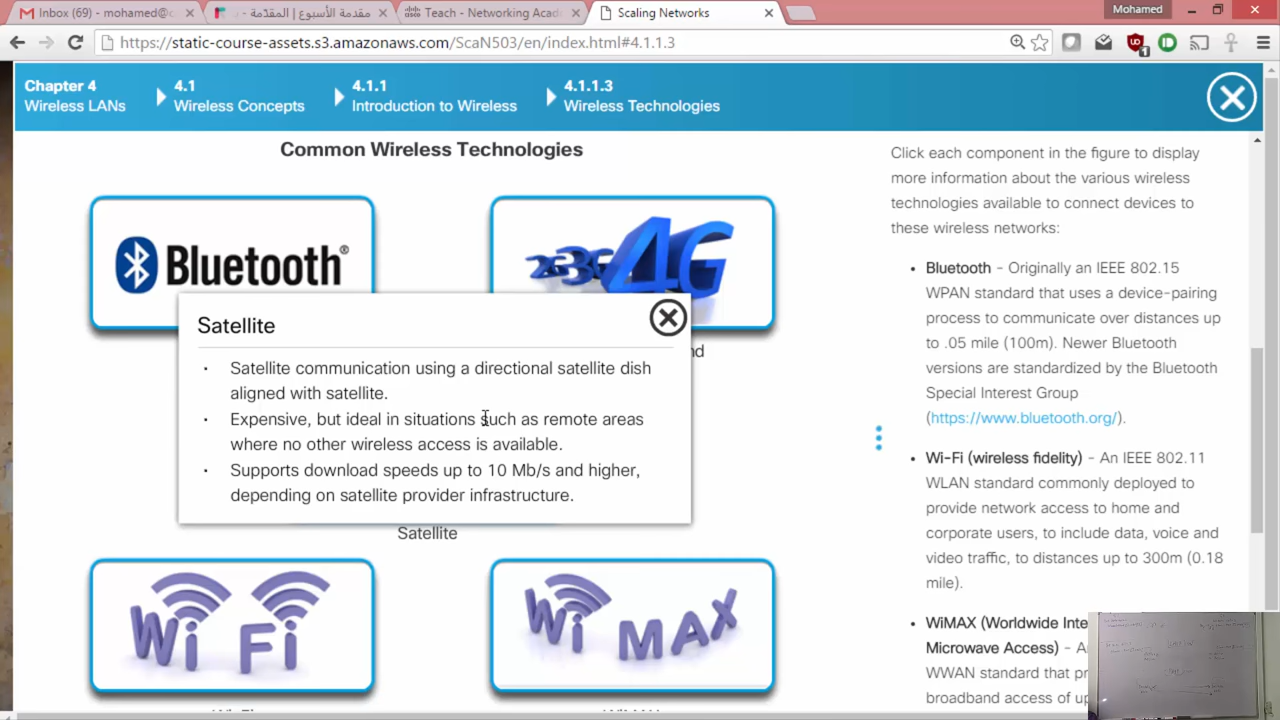 Inbox (69) - mohamed@c
مقدمة الأسبوع | المقدّمة
Teach - Networking Acad
Scaling Networks
Mohamed
https://static-course-assets.s3.amazonaws.com/ScaN503/en/index.html#4.1.1.3
1
Chapter 4
Wireless LANs
4.1
Wireless Concepts
4.1.1
Introduction to Wireless
4.1.1.3
Wireless Technologies
Common Wireless Technologies
Bluetooth®
2G 3G 4G
nd
Satellite
· Satellite communication using a directional satellite dish
aligned with satellite.
· Expensive, but ideal in situations such as remote areas
where no other wireless access is available.
· Supports download speeds up to 10 Mb/s and higher,
depending on satellite provider infrastructure.
Satellite
Wi Fi
Wi MAX
Click each component in the figure to display
more information about the various wireless
technologies available to connect devices to
these wireless networks:
• Bluetooth - Originally an IEEE 802.15
WPAN standard that uses a device-pairing
process to communicate over distances up
to .05 mile (100m). Newer Bluetooth
versions are standardized by the Bluetooth
Special Interest Group
(https://www.bluetooth.org/).
• Wi-Fi (wireless fidelity) - An IEEE 802.11
WLAN standard commonly deployed to
provide network access to home and
corporate users, to include data, voice and
video traffic, to distances up to 300m (0.18
mile).
• WiMAX (Worldwide Inte
Microwave Access) - A
WWAN standard that pr
broadband access of up